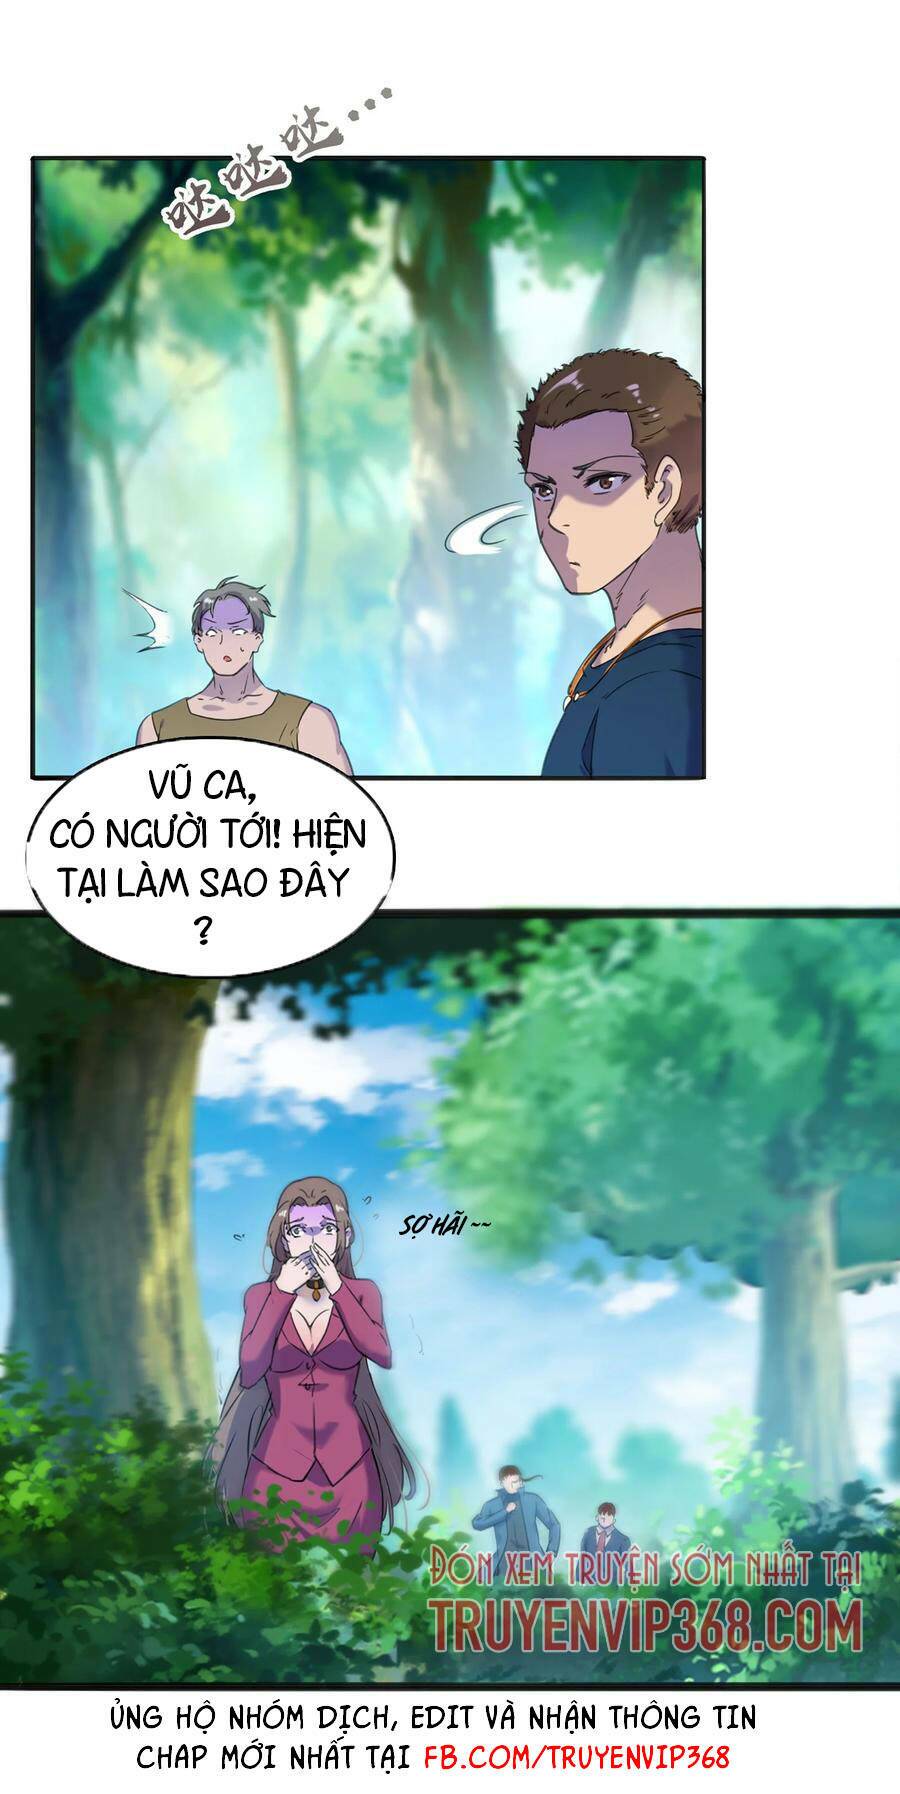 哒哒哒...
VŨ CA,
CÓ NGƯỜI TỚI! HIỆN
TẠI LÀM SAO ĐÂY
?
SỢ HÃI ~~
ĐÓN XEM TRUYỆN SỚM NHẤT TẠI
TRUYENVIP368.COM
ỦNG HỘ NHÓM DỊCH, EDIT VÀ NHẬN THÔNG TIN
CHAP MỚI NHẤT TẠI FB.COM/TRUYENVIP368